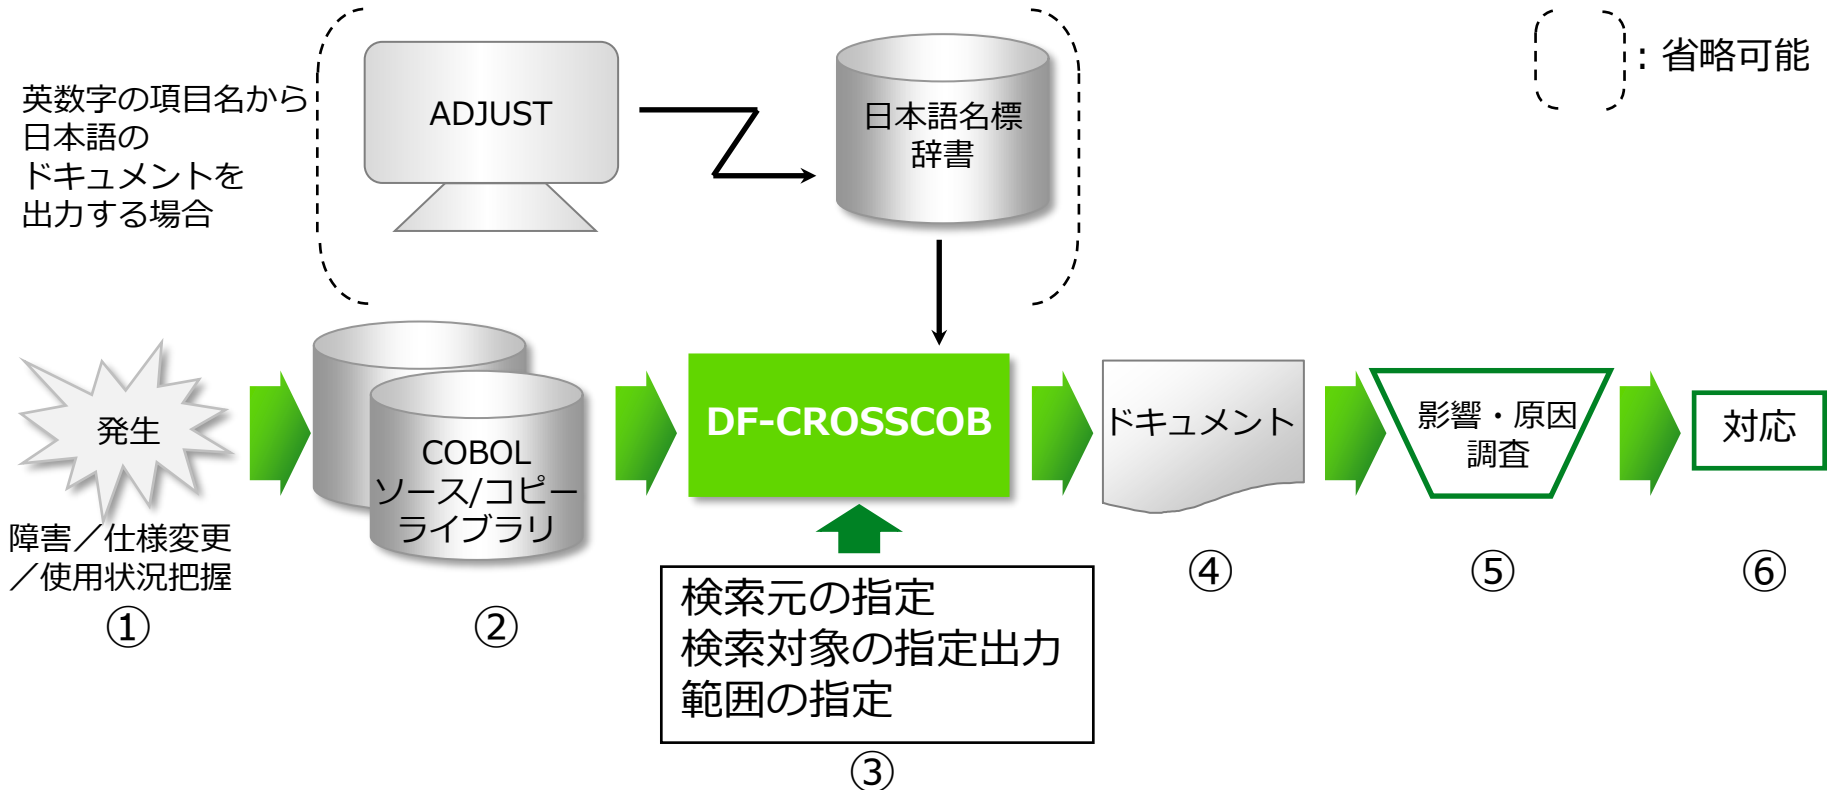 英数字の項目名から
日本語の
ドキュメントを
出力する場合
ADJUST
日本語名標
辞書
：省略可能
発生
障害／仕様変更
／使用状況把握
①
COBOL
ソース/コピー
ライブラリ
②
DF-CROSSCOB
検索元の指定
検索対象の指定出力
範囲の指定
③
ドキュメント
④
影響・原因
調査
⑤
対応
⑥